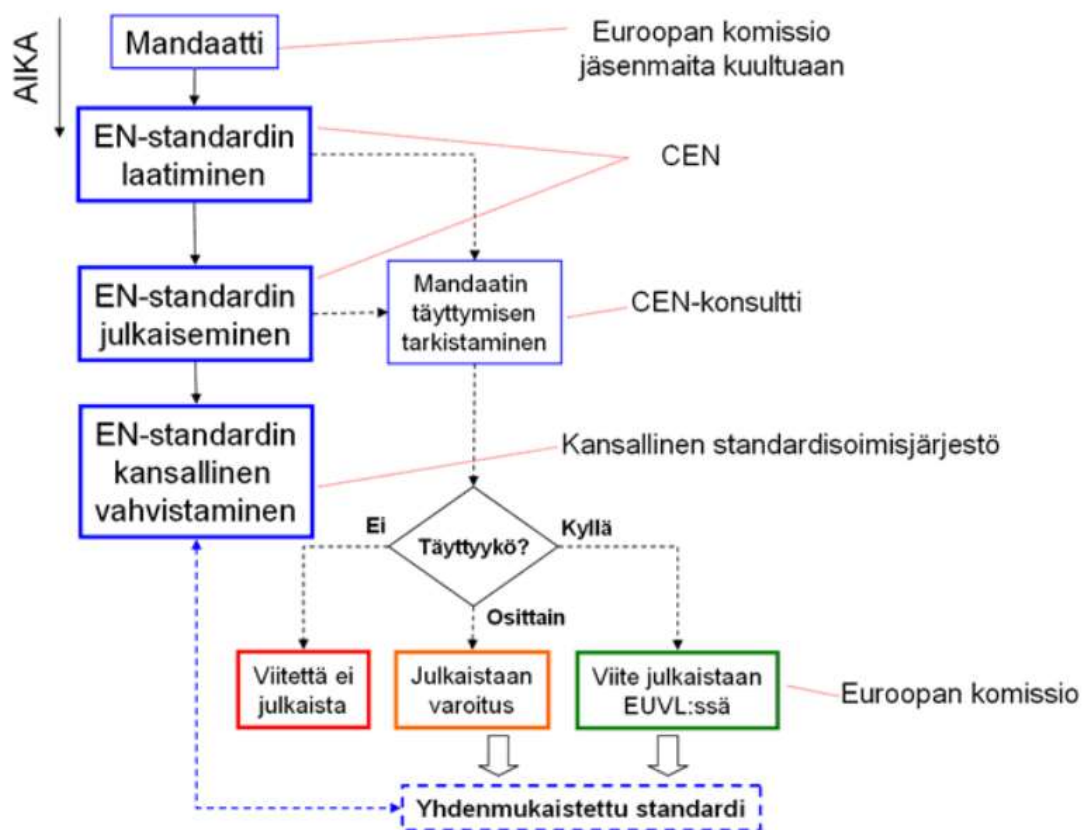 AIKA
Mandaatti
Euroopan komissio
jäsenmaita kuultuaan
EN-standardin
laatiminen
CEN
EN-standardin
julkaiseminen
Mandaatin
täyttymisen
tarkistaminen
CEN-konsultti
EN-standardin
kansallinen
vahvistaminen
Kansallinen standardisoimisjärjestö
Ei
Täyttyykö?
Kyllä
Osittain
Viitettä ei
julkaista
Julkaistaan
varoitus
Viite julkaistaan
EUVL:ssä
Euroopan komissio
Yhdenmukaistettu standardi